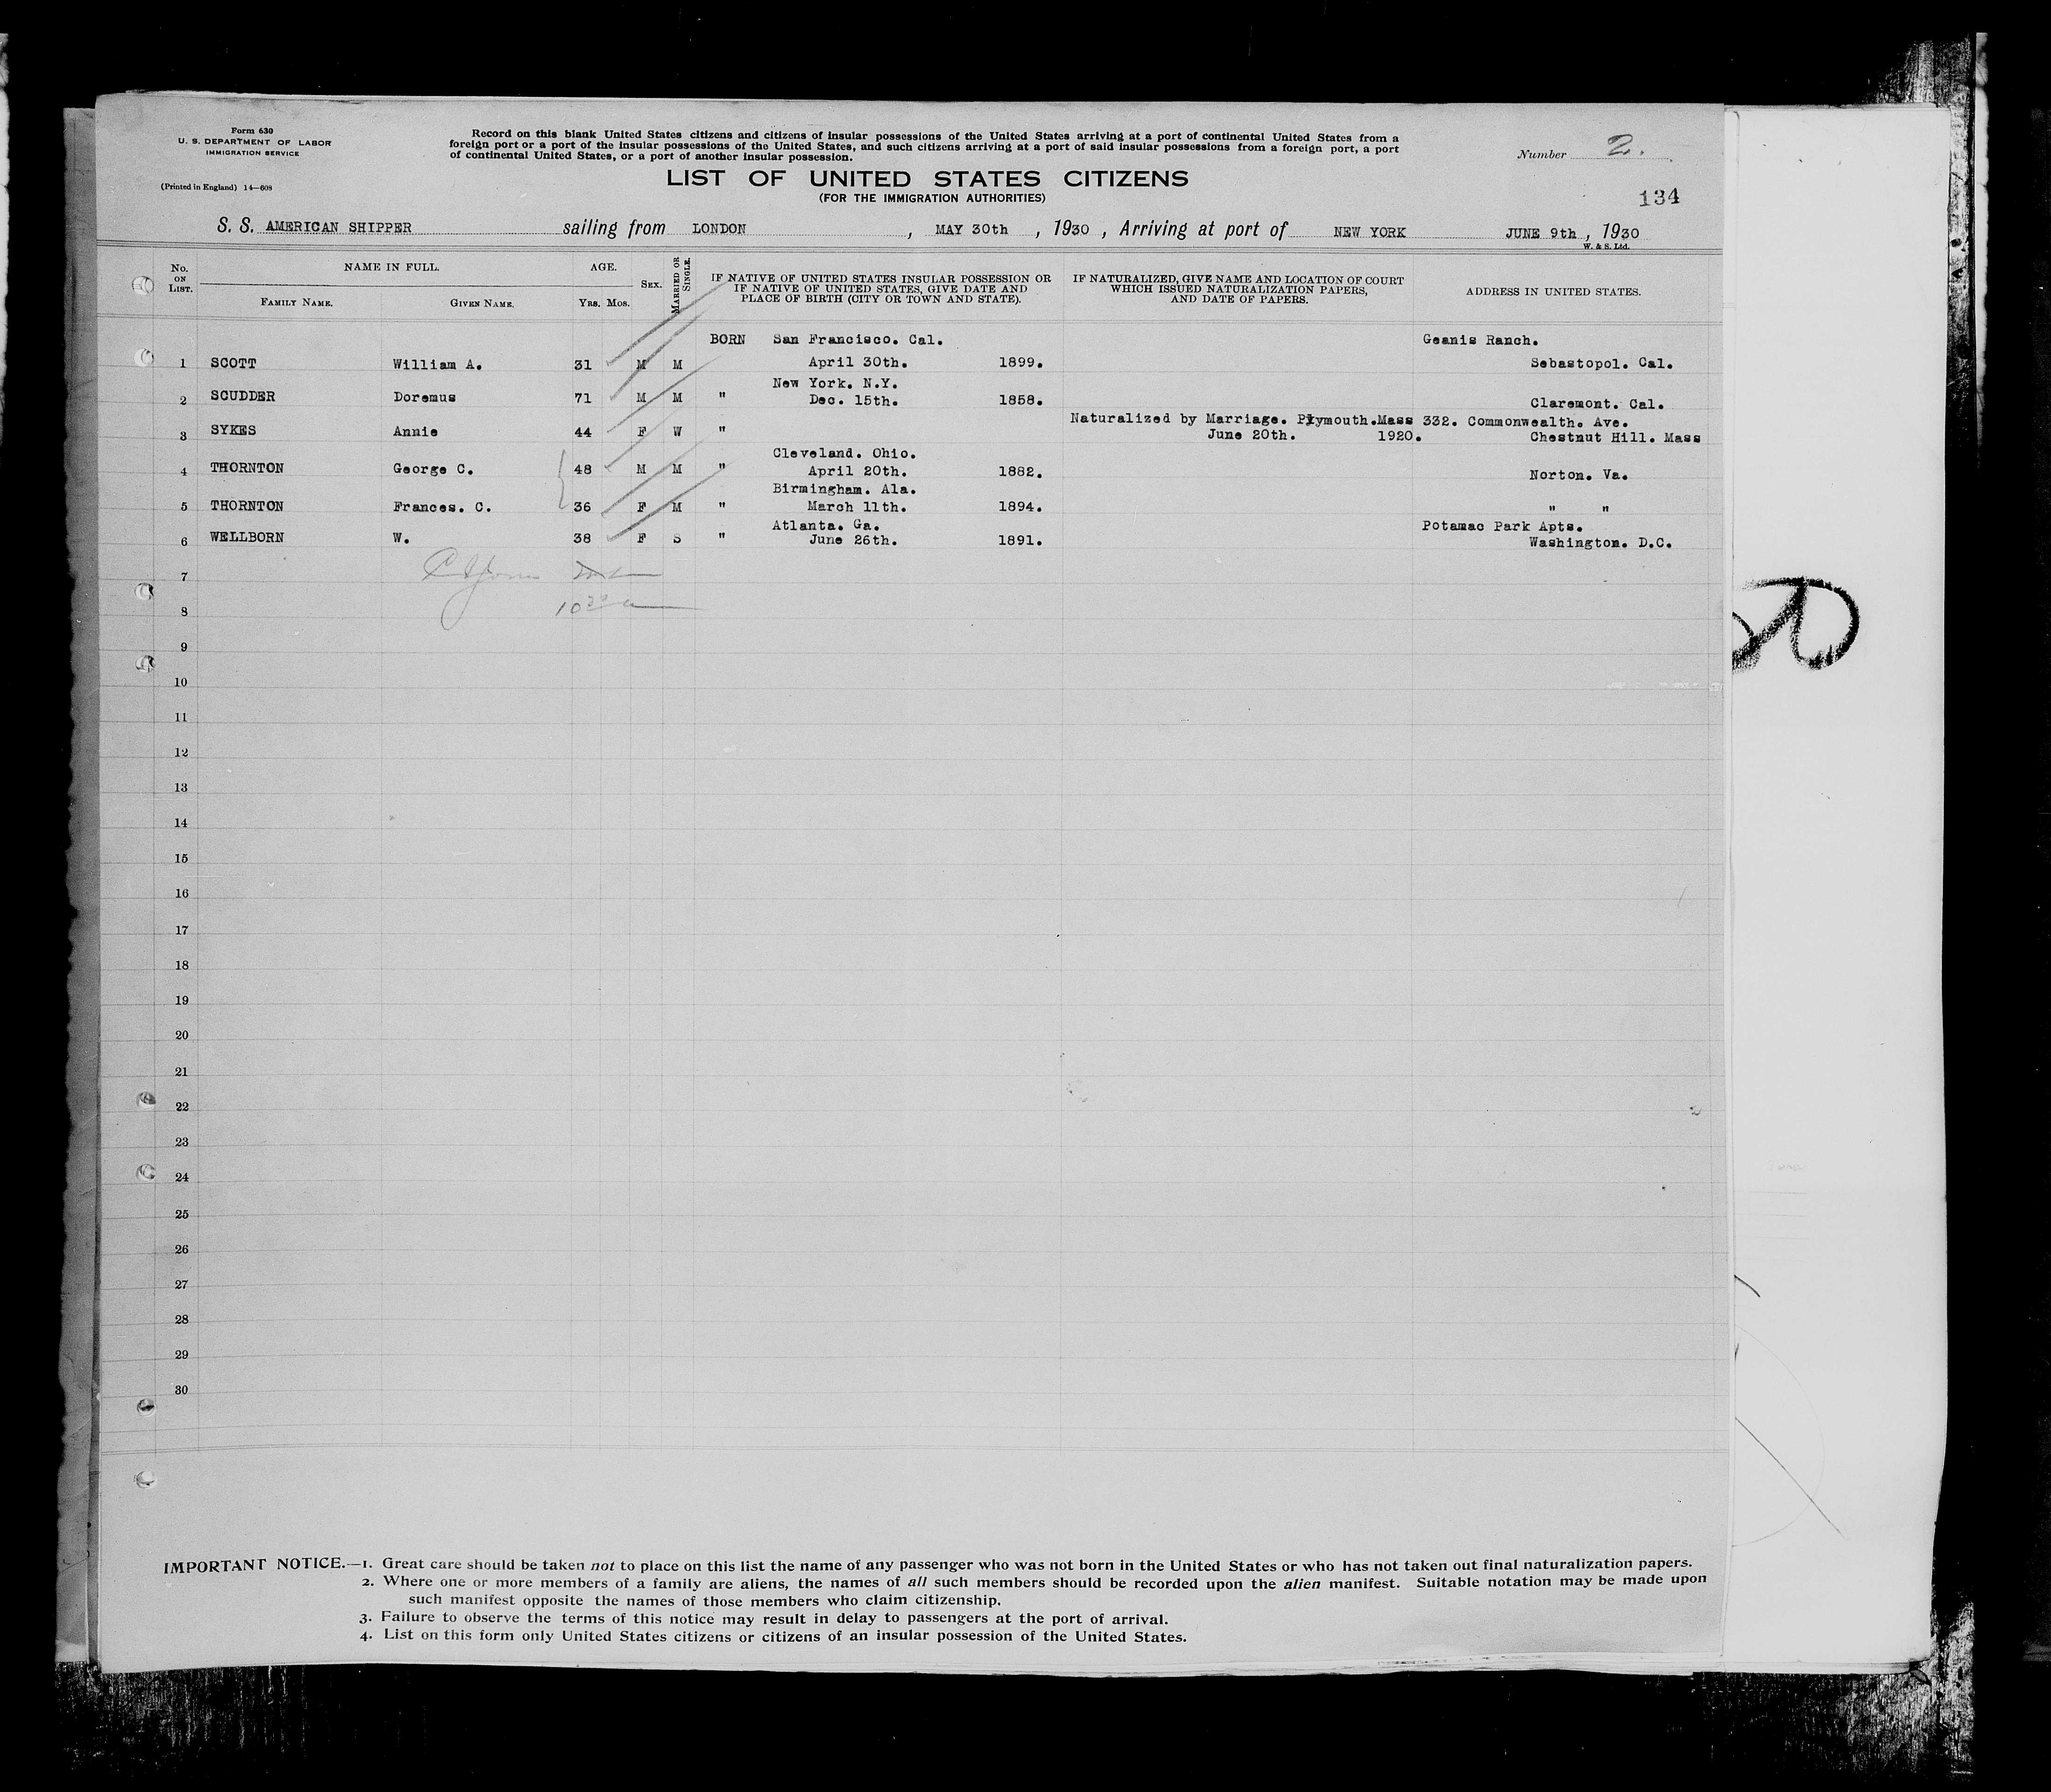 Form 630
U. S. DEPARTMENT OF LABOR
IMMIGRATION SERVICE
(Printed in England) 14—608
Record on this blank United States citizens and citizens of insular possessions of the United States arriving at a port of continental United States from a
foreign port or a port of the insular possessions of the United States, and such citizens arriving at a port of said insular possessions from a foreign port, a port
of continental United States, or a port of another insular possession.
Number 2.
LIST OF UNITED STATES CITIZENS
(FOR THE IMMIGRATION AUTHORITIES)
134
S. S. AMERICAN SHIPPER sailing from LONDON , MAY 30th , 1930 , Arriving at port of NEW YORK JUNE 9th , 1930
W. & S. Ltd.
No. ON LIST. NAME IN FULL. FAMILY NAME. GIVEN NAME. AGE. YRS. MOS. SEX. MARRIED OR SINGLE. IF NATIVE OF UNITED STATES INSULAR POSSESSION OR IF NATIVE OF UNITED STATES, GIVE DATE AND PLACE OF BIRTH (CITY OR TOWN AND STATE). IF NATURALIZED, GIVE NAME AND LOCATION OF COURT WHICH ISSUED NATURALIZATION PAPERS, AND DATE OF PAPERS. ADDRESS IN UNITED STATES.
BORN San Francisco. Cal. Geanis Ranch.
1 SCOTT William A. 31 M M April 30th. 1899. Sebastopol. Cal.
New York. N.Y.
2 SCUDDER Doremus 71 M M " Dec. 15th. 1858. Claremont. Cal.
Naturalized by Marriage. Plymouth.Mass 332. Commonwealth. Ave.
3 SYKES Annie 44 F W " June 20th. 1920. Chestnut Hill. Mass
Cleveland. Ohio.
4 THORNTON George C. 48 M M " April 20th. 1882. Norton. Va.
Birmingham. Ala.
5 THORNTON Frances. C. 36 F M " March 11th. 1894. " "
Atlanta. Ga. Potamac Park Apts.
6 WELLBORN W. 38 F S " June 26th. 1891. Washington. D.C.
7
8
9
10
11
12
13
14
15
16
17
18
19
20
21
22
23
24
25
26
27
28
29
30
IMPORTANT NOTICE.—1. Great care should be taken not to place on this list the name of any passenger who was not born in the United States or who has not taken out final naturalization papers.
2. Where one or more members of a family are aliens, the names of all such members should be recorded upon the alien manifest. Suitable notation may be made upon
such manifest opposite the names of those members who claim citizenship.
3. Failure to observe the terms of this notice may result in delay to passengers at the port of arrival.
4. List on this form only United States citizens or citizens of an insular possession of the United States.